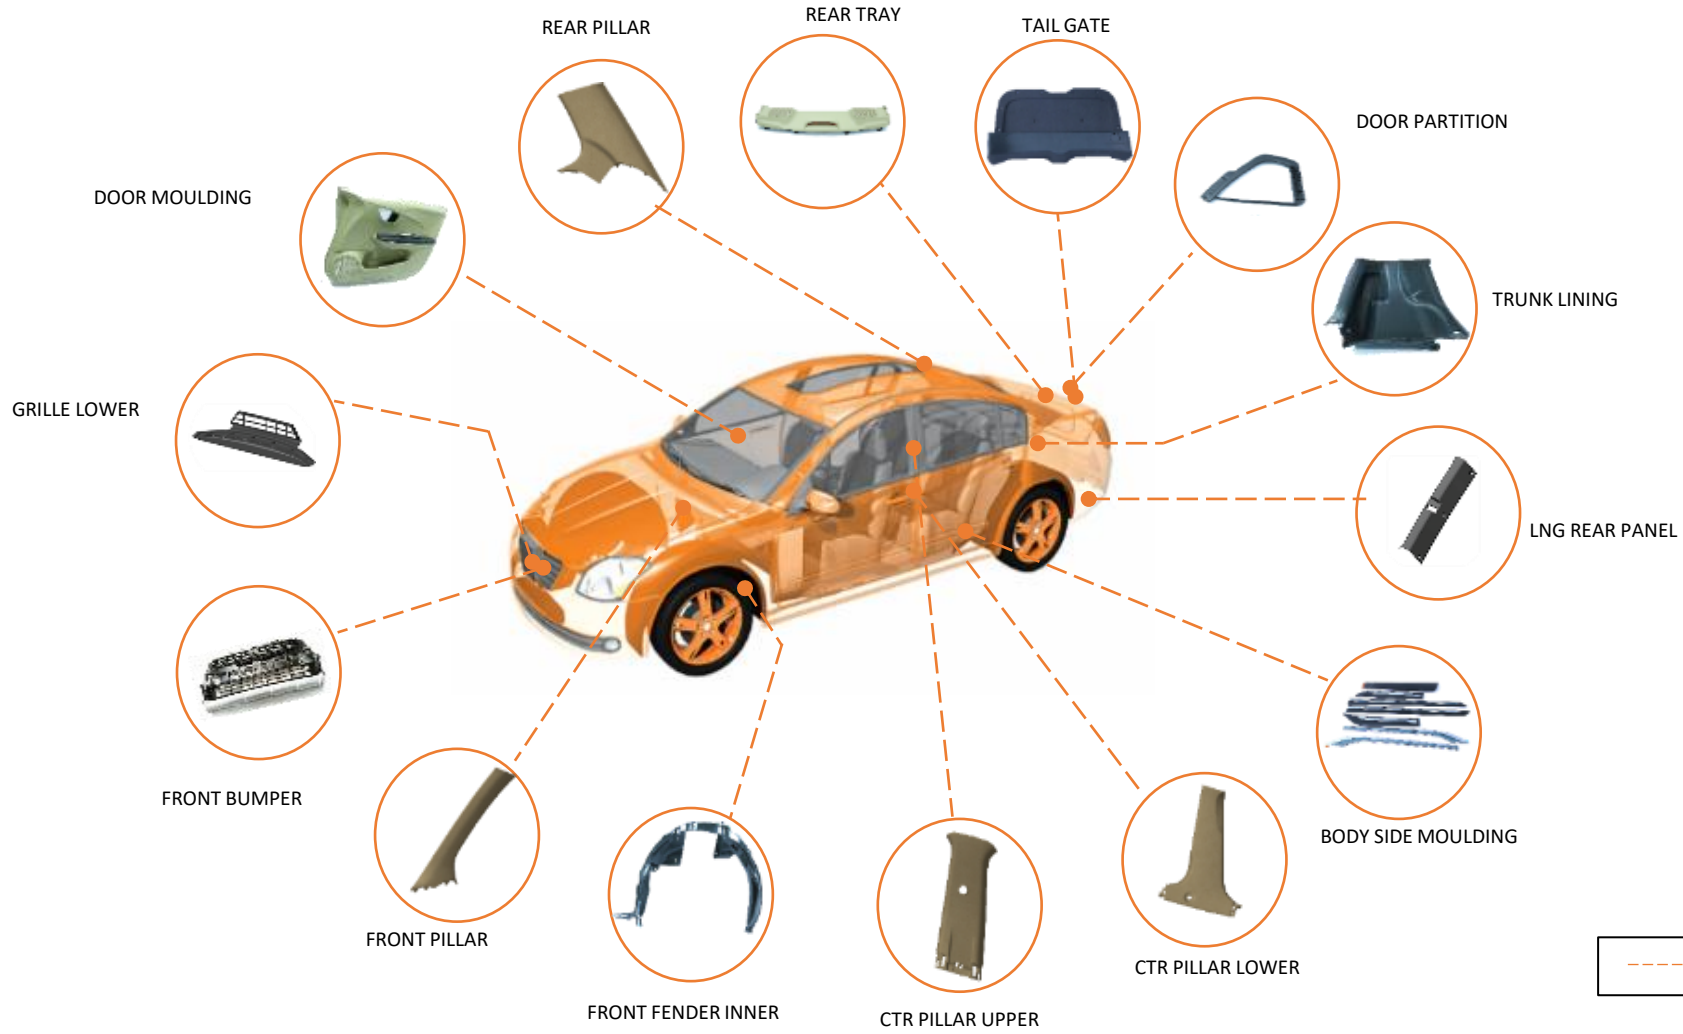 REAR TRAY
REAR PILLAR
TAIL GATE
DOOR PARTITION
DOOR MOULDING
TRUNK LINING
GRILLE LOWER
LNG REAR PANEL
FRONT BUMPER
BODY SIDE MOULDING
FRONT PILLAR
CTR PILLAR LOWER
FRONT FENDER INNER
CTR PILLAR UPPER